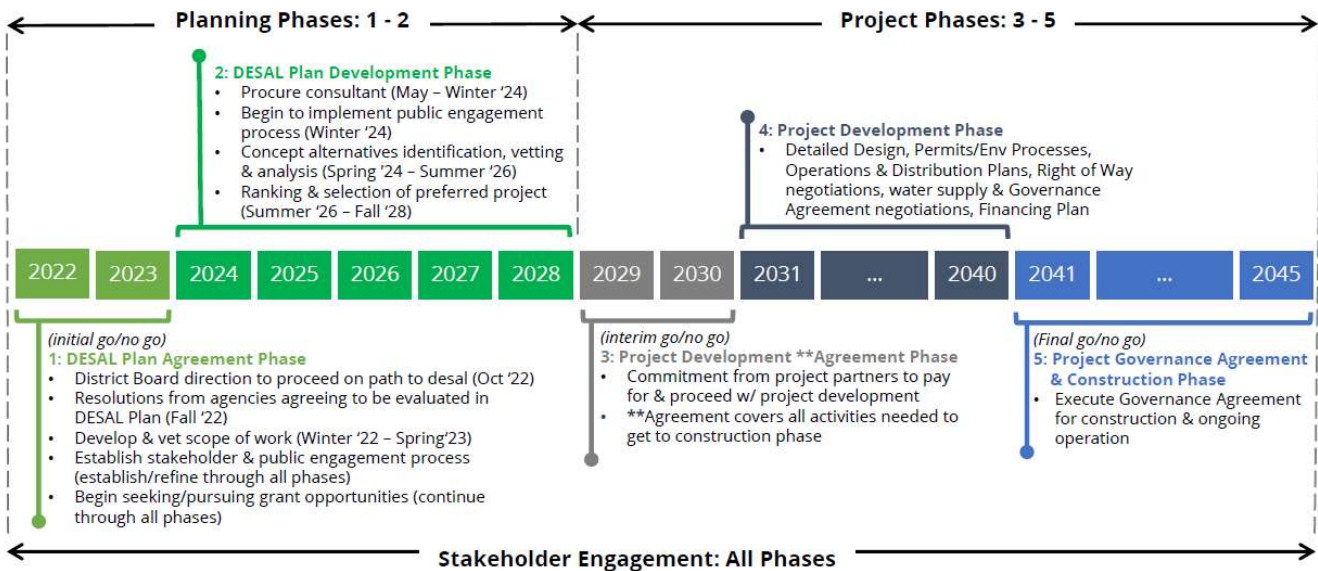 Planning Phases: 1 - 2
Project Phases: 3 - 5
2: DESAL Plan Development Phase
• Procure consultant (May – Winter ‘24)
• Begin to implement public engagement
process (Winter ‘24)
• Concept alternatives identification, vetting
& analysis (Spring ‘24 – Summer ‘26)
• Ranking & selection of preferred project
(Summer ‘26 – Fall ‘28)
4: Project Development Phase
• Detailed Design, Permits/Env Processes,
Operations & Distribution Plans, Right of Way
negotiations, water supply & Governance
Agreement negotiations, Financing Plan
2022 2023 2024 2025 2026 2027 2028 2029 2030 2031 ... 2040 2041 ... 2045
(initial go/no go)
1: DESAL Plan Agreement Phase
• District Board direction to proceed on path to desal (Oct ‘22)
• Resolutions from agencies agreeing to be evaluated in
DESAL Plan (Fall ‘22)
• Develop & vet scope of work (Winter ‘22 – Spring‘23)
• Establish stakeholder & public engagement process
(establish/refine through all phases)
• Begin seeking/pursuing grant opportunities (continue
through all phases)
(interim go/no go)
3: Project Development **Agreement Phase
• Commitment from project partners to pay
for & proceed w/ project development
• **Agreement covers all activities needed to
get to construction phase
(Final go/no go)
5: Project Governance Agreement
& Construction Phase
• Execute Governance Agreement
for construction & ongoing
operation
Stakeholder Engagement: All Phases